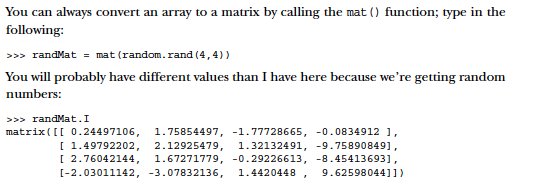 You can always convert an array to a matrix by calling the mat() function; type in the
following:
>>> randMat = mat(random.rand(4,4))
You will probably have different values than I have here because we're getting random
numbers:
>>> randMat.I
matrix([[ 0.24497106, 1.75854497, -1.77728665, -0.0834912 ],
[ 1.49792202, 2.12925479, 1.32132491, -9.75890849],
[ 2.76042144, 1.67271779, -0.29226613, -8.45413693],
[-2.03011142, -3.07832136, 1.4420448 , 9.62598044]])